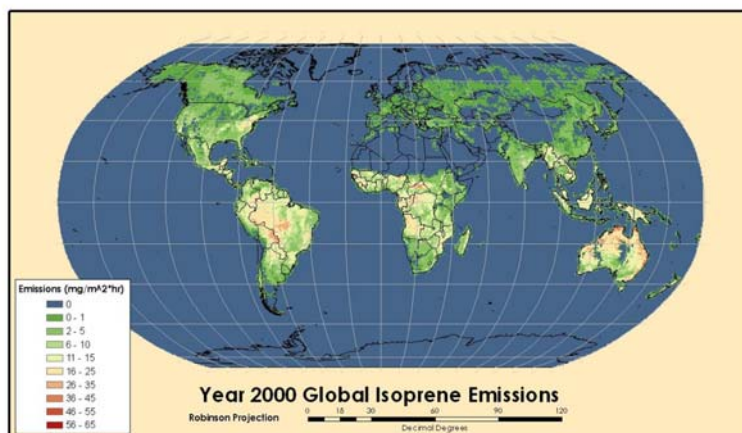 Emissions (mg/m^2*hr)
0
0 - 1
2 - 5
6 - 10
11 - 15
16 - 25
26 - 35
36 - 45
46 - 55
56 - 65
Year 2000 Global Isoprene Emissions
Robinson Projection
0 15 30 60 90 120
Decimal Degrees